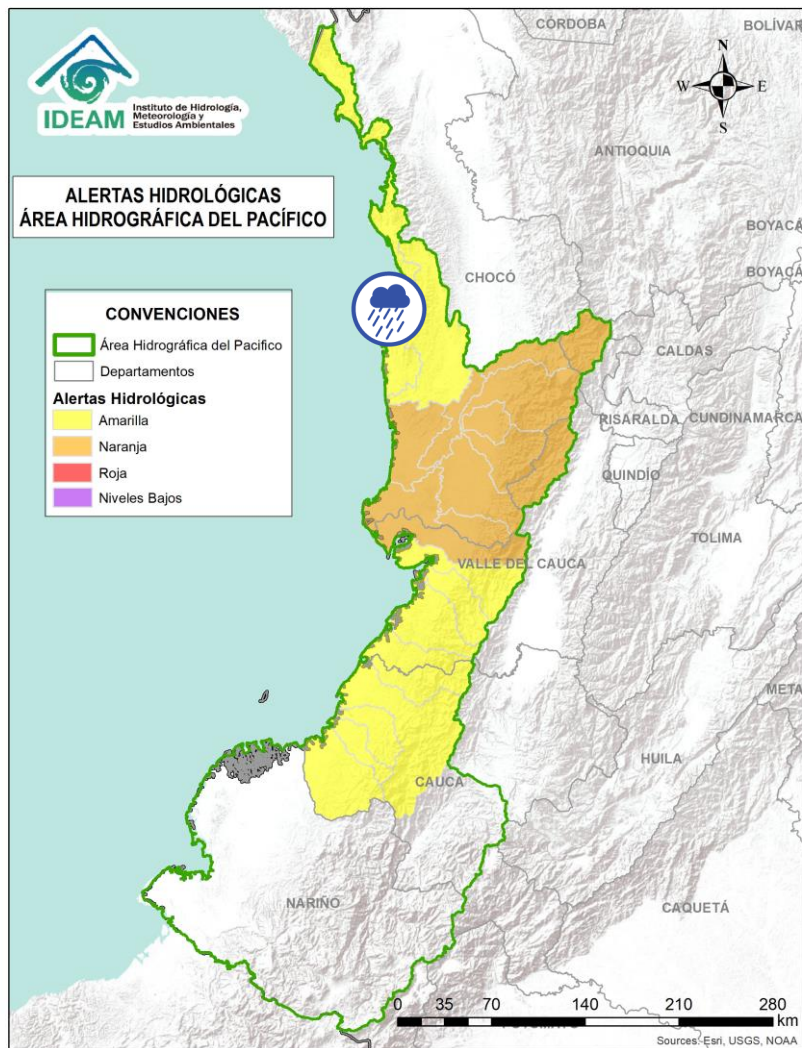 IDEAM
Instituto de Hidrología,
Meteorología y
Estudios Ambientales
ALERTAS HIDROLÓGICAS
ÁREA HIDROGRÁFICA DEL PACÍFICO
CONVENCIONES
Área Hidrográfica del Pacifico
Departamentos
Alertas Hidrológicas
Amarilla
Naranja
Roja
Niveles Bajos
N
W E
S
CÓRDOBA
BOLÍVAR
ANTIOQUIA
BOYACÁ
BOYACÁ
CHOCÓ
CALDAS
RISARALDA
CUNDINAMARCA
QUINDÍO
TOLIMA
VALLE DEL CAUCA
META
HUILA
CAUCA
NARIÑO
CAQUETÁ
0 35 70 140 210 280
km
Sources: Esri, USGS, NOAA